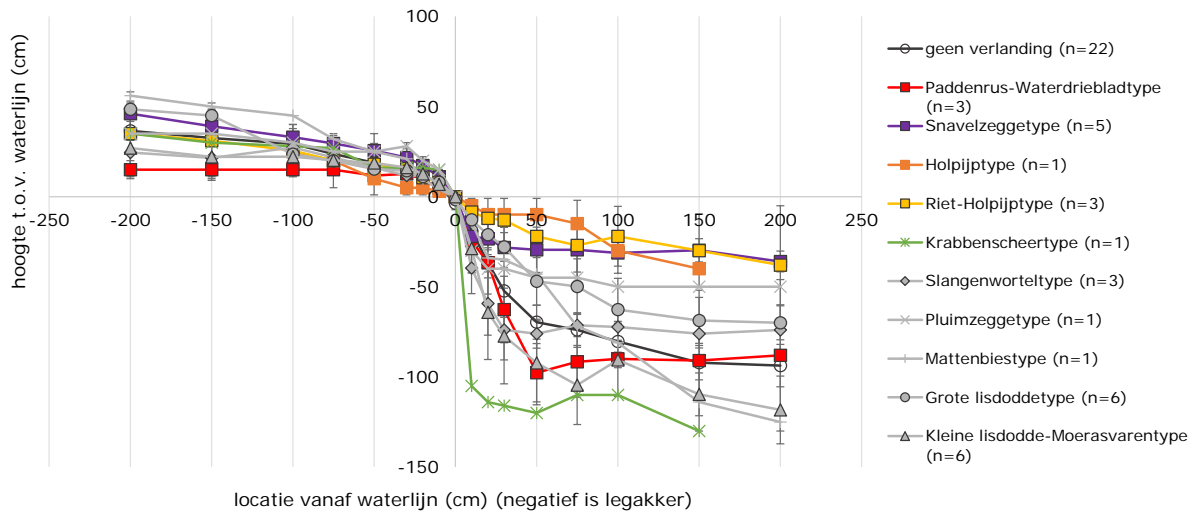 hoogte t.o.v. waterlijn (cm)
100
50
0
-50
-100
-150
-250
-200
-150
-100
-50
0
50
100
150
200
250
locatie vanaf waterlijn (cm) (negatief is legakker)
geen verlanding (n=22)
Paddenrus-Waterdriebladtype
(n=3)
Snavelzeggetype (n=5)
Holpijptype (n=1)
Riet-Holpijptype (n=3)
Krabbenscheertype (n=1)
Slangenworteltype (n=3)
Pluimzeggetype (n=1)
Mattenbiestype (n=1)
Grote lisdoddetype (n=6)
Kleine lisdodde-Moerasvarentype
(n=6)